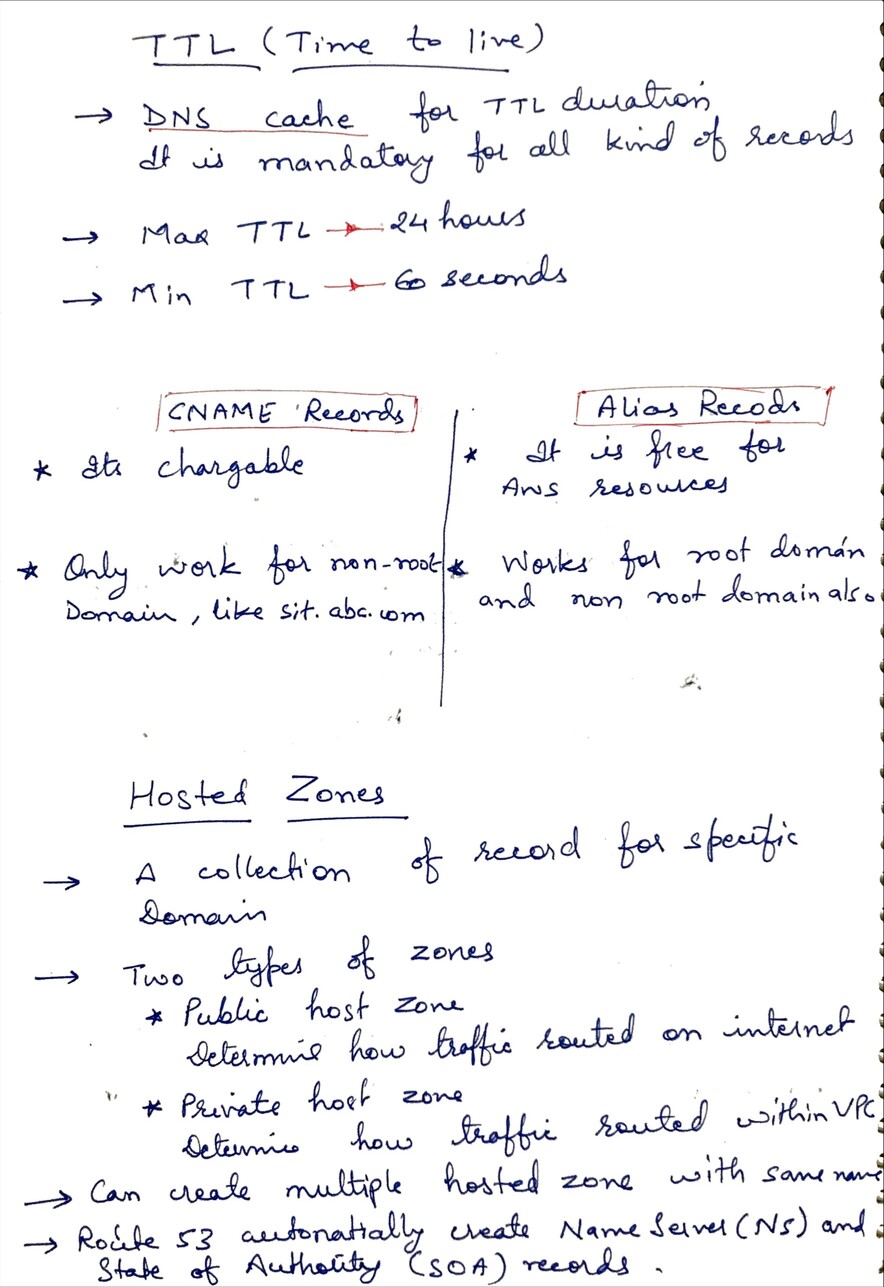 TTL (Time to live)
→ DNS cache for TTL duration
It is mandatory for all kind of records
→ Max TTL → 24 hours
→ Min TTL → 60 seconds
CNAME Records
* Its chargable
* Only work for non-root
Domain, like sit.abc.com
Alias Recods
* It is free for
AWS resources
* Works for root domain
and non root domain also
Hosted Zones
→ A collection of record for specific
Domain
→ Two types of zones
* Public host zone
Determine how traffic routed on internet
* Private host zone
Determine how traffic routed within VPC
→ Can create multiple hosted zone with same name
→ Route 53 automatially create Name Server (NS) and
State of Authority (SOA) records.